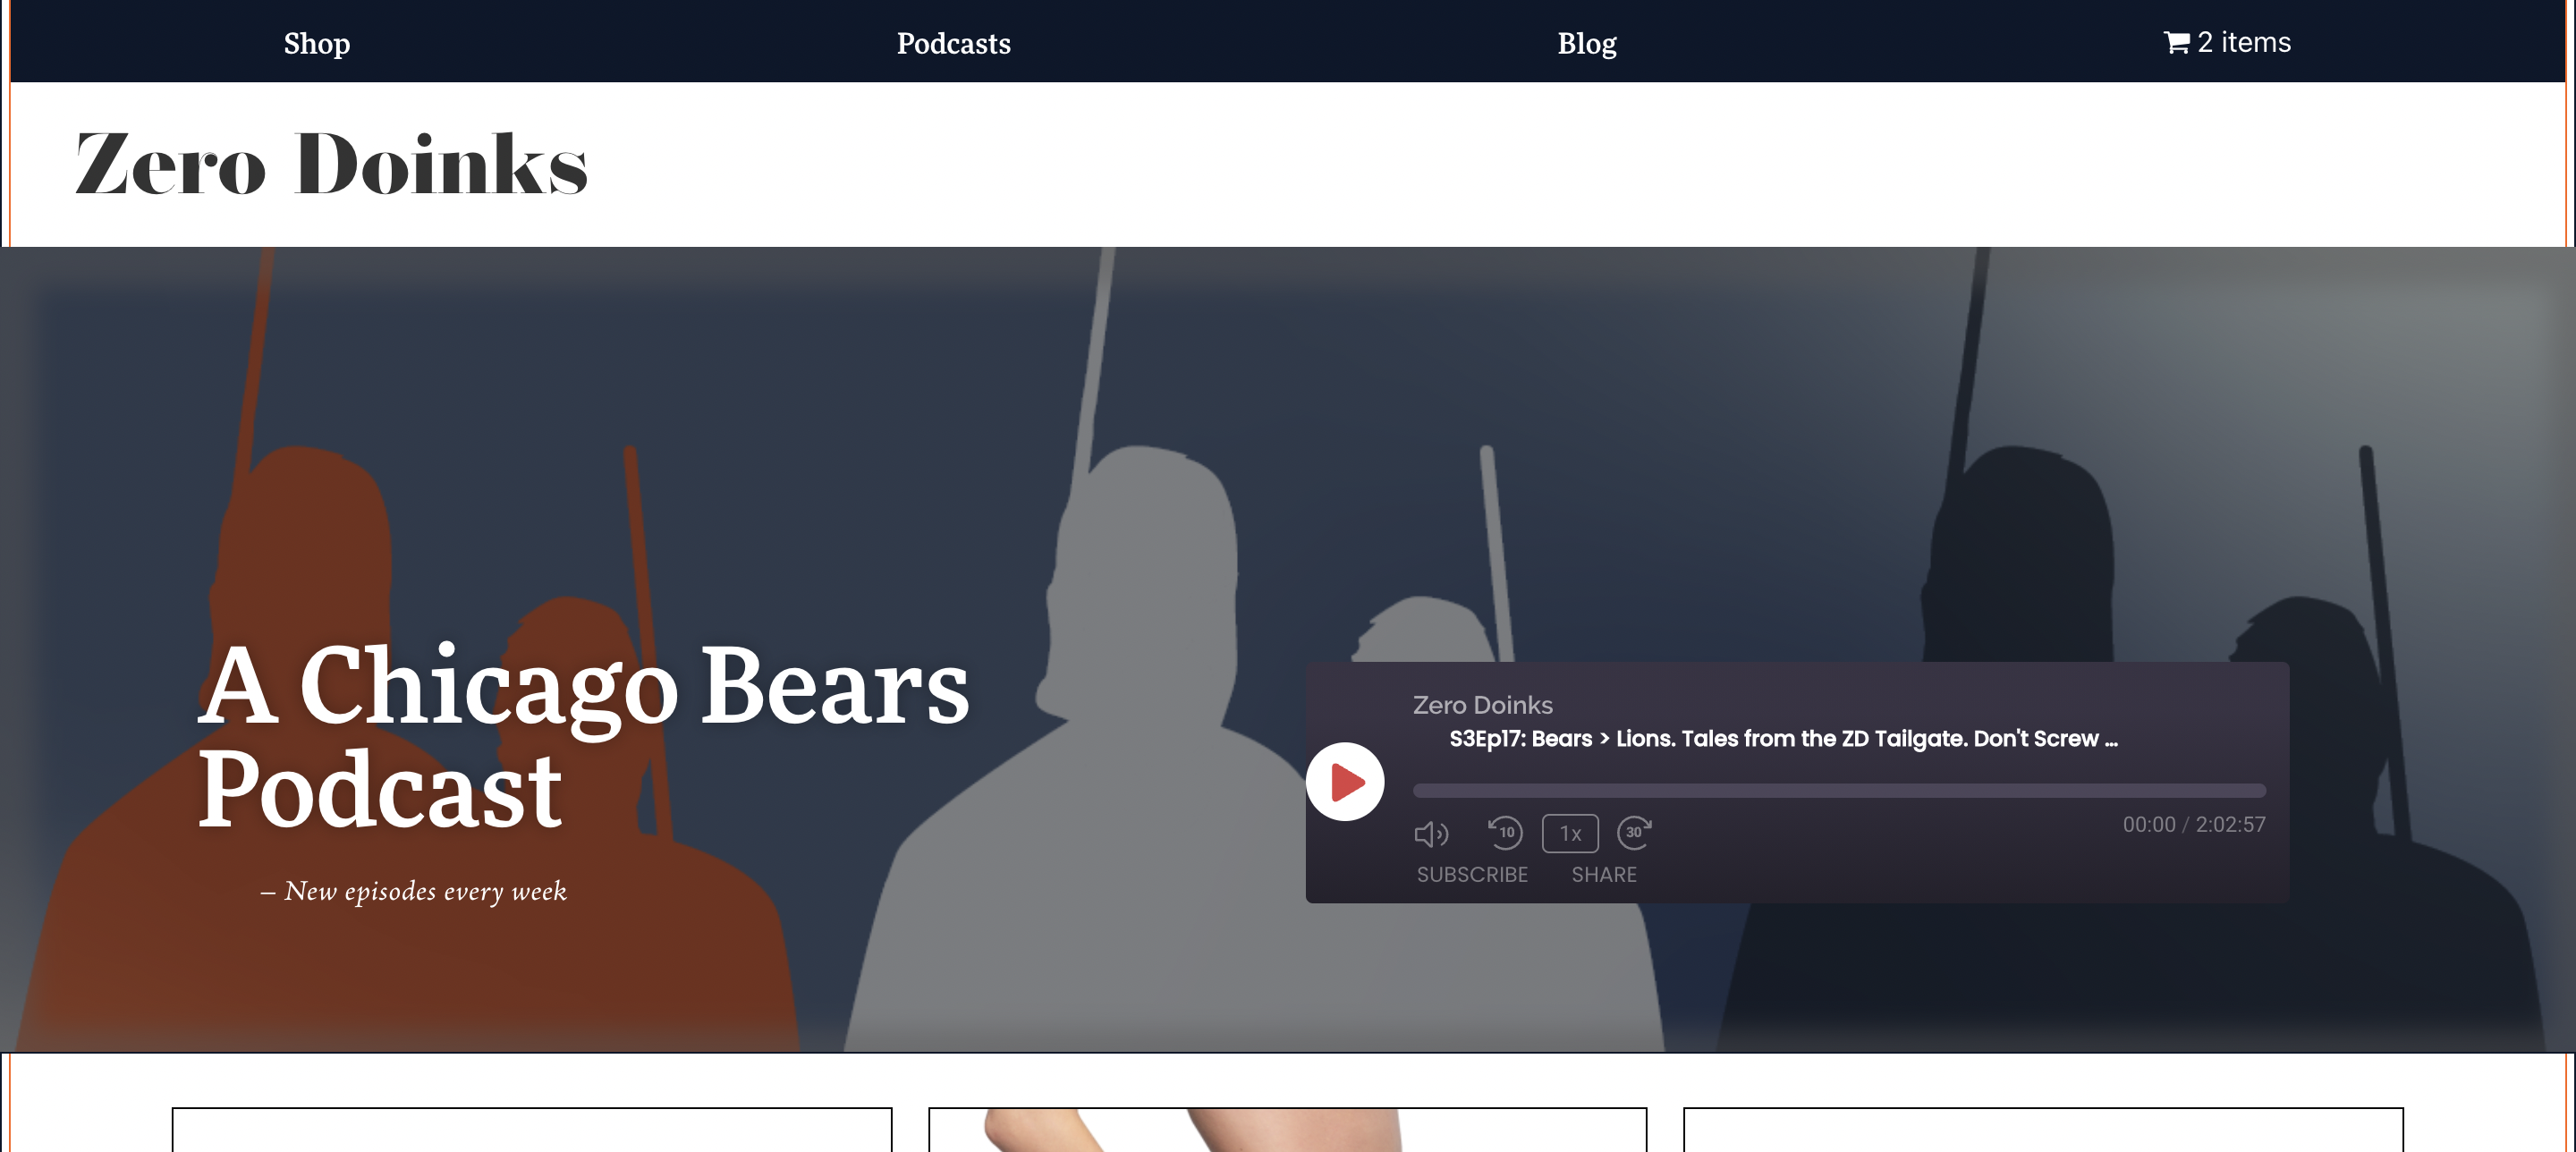 Shop
Podcasts
Blog
2 items
Zero Doinks
A Chicago Bears
Podcast
– New episodes every week
Zero Doinks
S3Ep17: Bears > Lions. Tales from the ZD Tailgate. Don't Screw ...
10
1x
30
00:00 / 2:02:57
SUBSCRIBE
SHARE